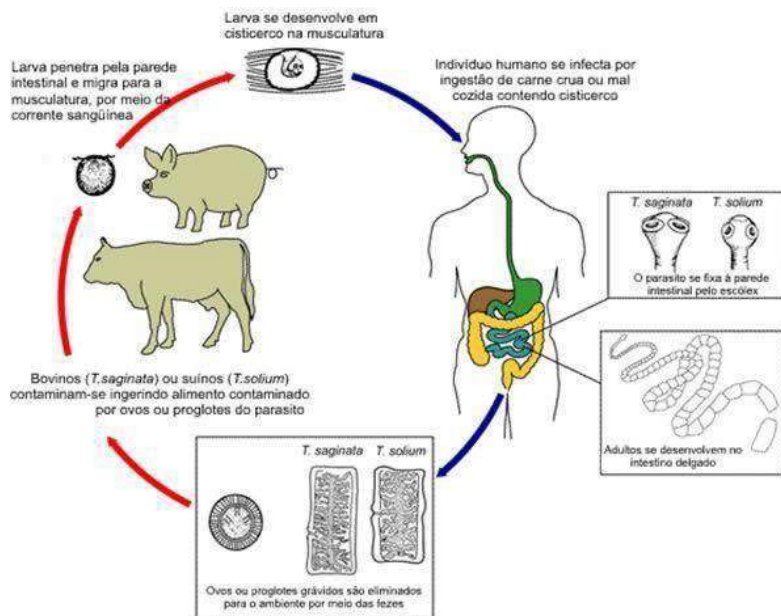 Larva se desenvolve em
cisticerco na musculatura
Larva penetra pela parede
intestinal e migra para a
musculatura, por meio da
corrente sangüínea
Indivíduo humano se infecta por
ingestão de carne crua ou mal
cozida contendo cisticerco
T. saginata T. solium
O parasito se fixa à parede
intestinal pelo escólex
Adultos se desenvolvem no
intestino delgado
Bovinos (T.saginata) ou suínos (T.solium)
contaminam-se ingerindo alimento contaminado
por ovos ou proglotes do parasito
T. saginata T. solium
Ovos ou proglotes grávidos são eliminados
para o ambiente por meio das fezes